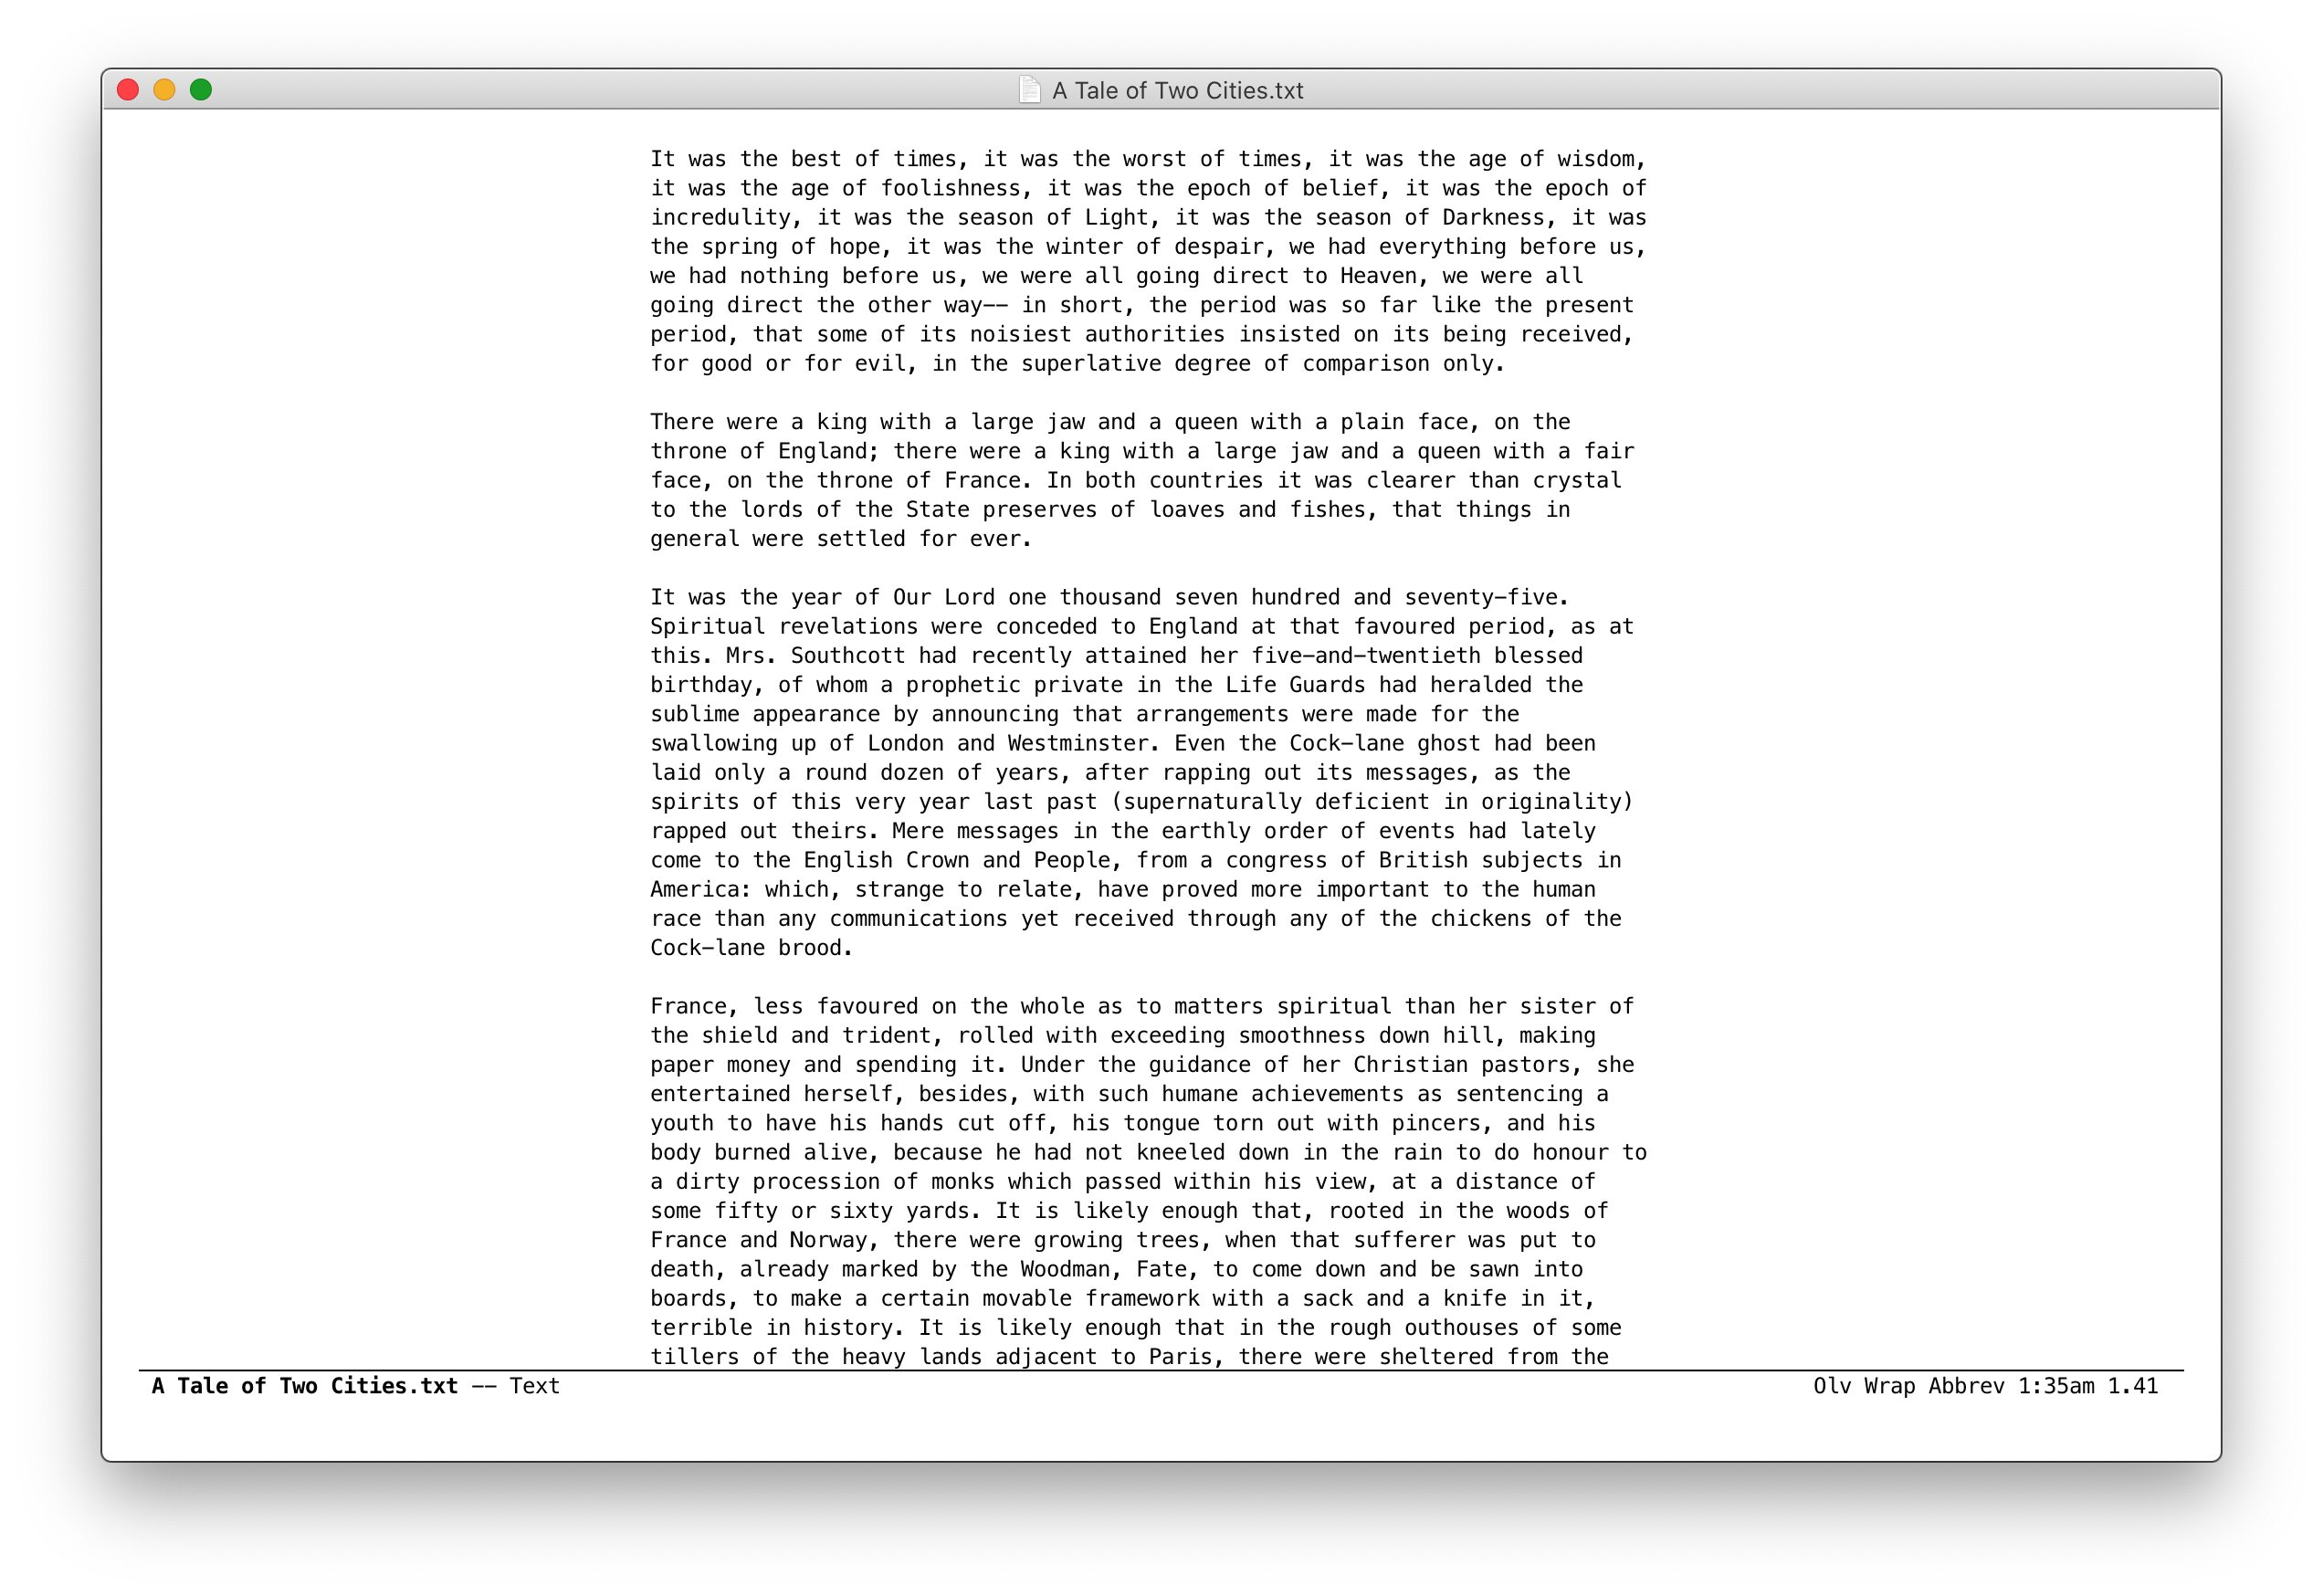 A Tale of Two Cities.txt
It was the best of times, it was the worst of times, it was the age of wisdom,
it was the age of foolishness, it was the epoch of belief, it was the epoch of
incredulity, it was the season of Light, it was the season of Darkness, it was
the spring of hope, it was the winter of despair, we had everything before us,
we had nothing before us, we were all going direct to Heaven, we were all
going direct the other way-- in short, the period was so far like the present
period, that some of its noisiest authorities insisted on its being received,
for good or for evil, in the superlative degree of comparison only.

There were a king with a large jaw and a queen with a plain face, on the
throne of England; there were a king with a large jaw and a queen with a fair
face, on the throne of France. In both countries it was clearer than crystal
to the lords of the State preserves of loaves and fishes, that things in
general were settled for ever.

It was the year of Our Lord one thousand seven hundred and seventy-five.
Spiritual revelations were conceded to England at that favoured period, as at
this. Mrs. Southcott had recently attained her five-and-twentieth blessed
birthday, of whom a prophetic private in the Life Guards had heralded the
sublime appearance by announcing that arrangements were made for the
swallowing up of London and Westminster. Even the Cock-lane ghost had been
laid only a round dozen of years, after rapping out its messages, as the
spirits of this very year last past (supernaturally deficient in originality)
rapped out theirs. Mere messages in the earthly order of events had lately
come to the English Crown and People, from a congress of British subjects in
America: which, strange to relate, have proved more important to the human
race than any communications yet received through any of the chickens of the
Cock-lane brood.

France, less favoured on the whole as to matters spiritual than her sister of
the shield and trident, rolled with exceeding smoothness down hill, making
paper money and spending it. Under the guidance of her Christian pastors, she
entertained herself, besides, with such humane achievements as sentencing a
youth to have his hands cut off, his tongue torn out with pincers, and his
body burned alive, because he had not kneeled down in the rain to do honour to
a dirty procession of monks which passed within his view, at a distance of
some fifty or sixty yards. It is likely enough that, rooted in the woods of
France and Norway, there were growing trees, when that sufferer was put to
death, already marked by the Woodman, Fate, to come down and be sawn into
boards, to make a certain movable framework with a sack and a knife in it,
terrible in history. It is likely enough that in the rough outhouses of some
tillers of the heavy lands adjacent to Paris, there were sheltered from the
A Tale of Two Cities.txt -- Text
Olv Wrap Abbrev 1:35am 1.41